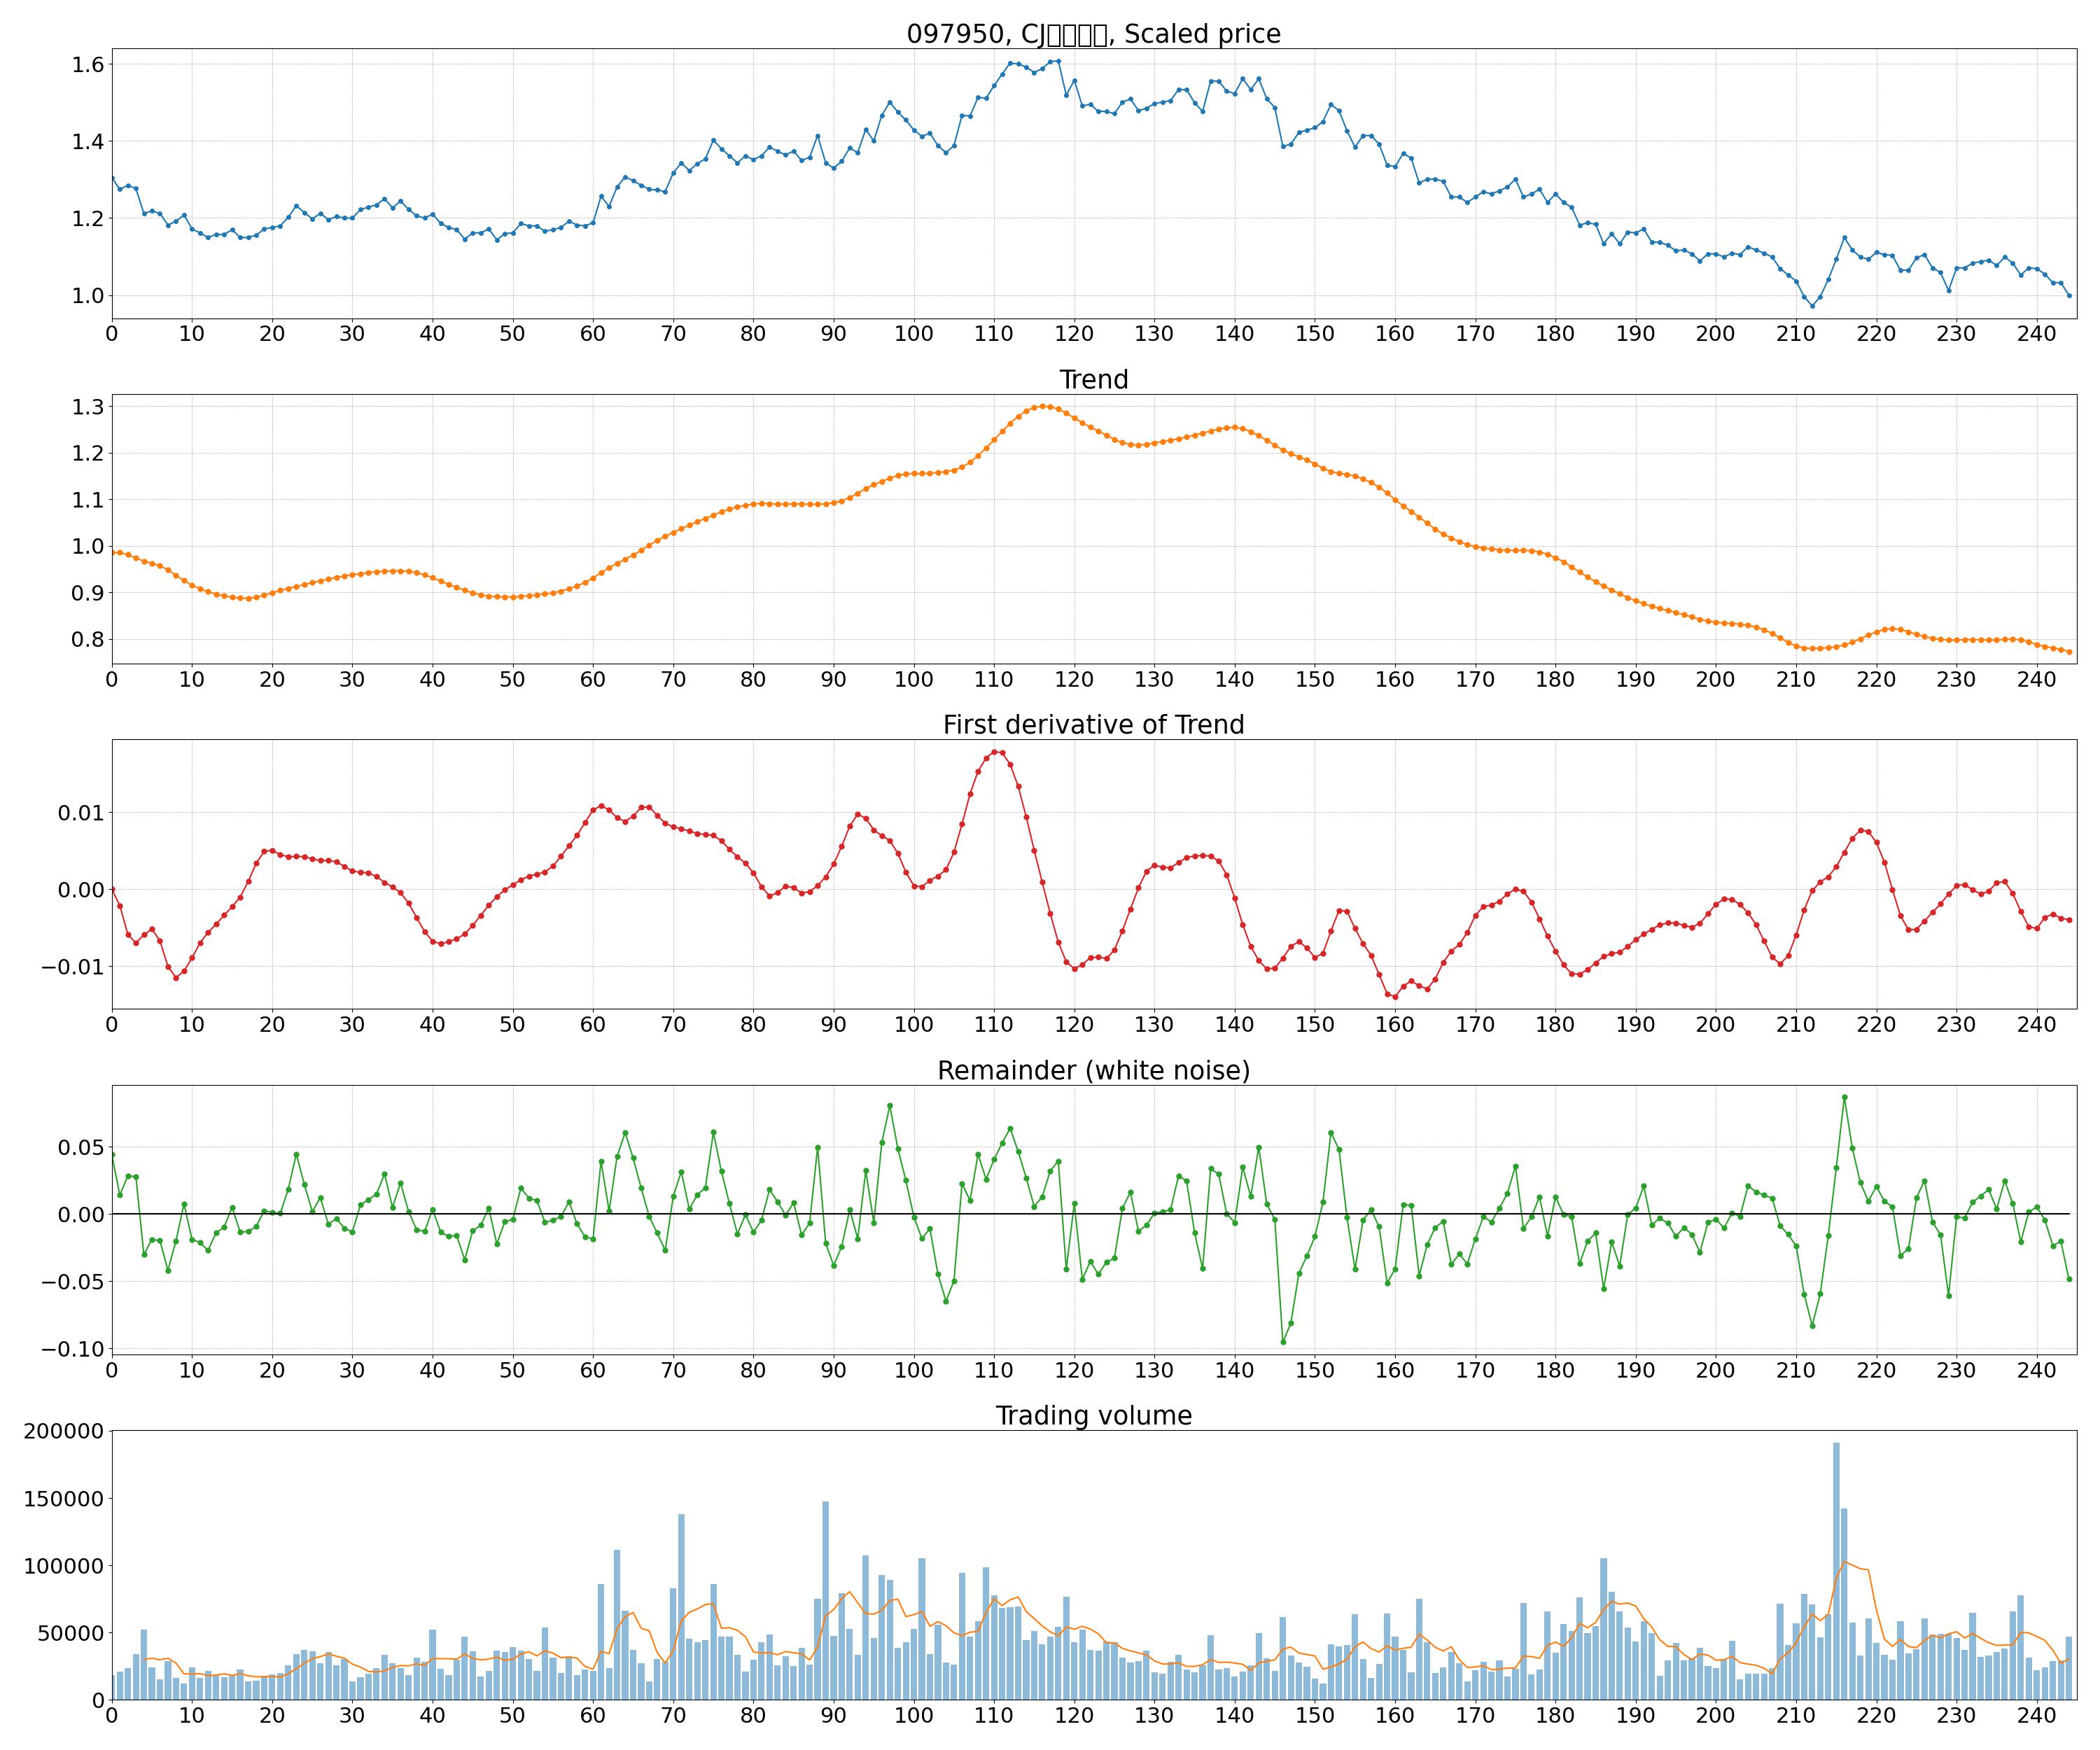 097950, CJ□□□□, Scaled price
1.6
1.4
1.2
1.0
0 10 20 30 40 50 60 70 80 90 100 110 120 130 140 150 160 170 180 190 200 210 220 230 240
Trend
1.3
1.2
1.1
1.0
0.9
0.8
0 10 20 30 40 50 60 70 80 90 100 110 120 130 140 150 160 170 180 190 200 210 220 230 240
First derivative of Trend
0.01
0.00
−0.01
0 10 20 30 40 50 60 70 80 90 100 110 120 130 140 150 160 170 180 190 200 210 220 230 240
Remainder (white noise)
0.05
0.00
−0.05
−0.10
0 10 20 30 40 50 60 70 80 90 100 110 120 130 140 150 160 170 180 190 200 210 220 230 240
Trading volume
200000
150000
100000
50000
0
0 10 20 30 40 50 60 70 80 90 100 110 120 130 140 150 160 170 180 190 200 210 220 230 240